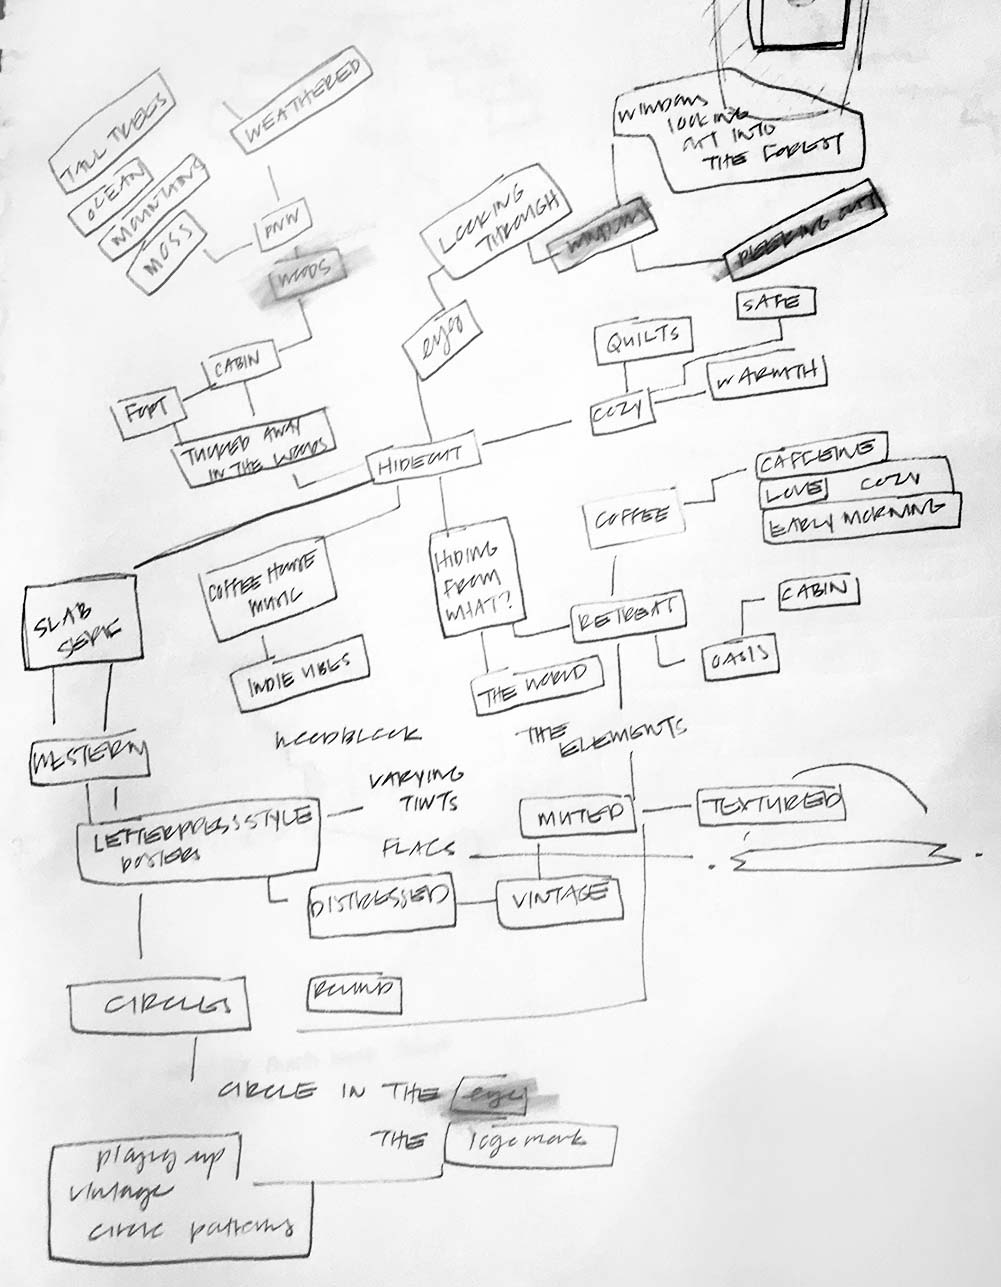 WEATHERED
TALL TREES
OCEAN
MOUNTAINS
MOSS
PNW
WOODS
CABIN
FORT
TUCKED AWAY
IN THE WOODS
WINDOWS
LOOKING
OUT INTO
THE FOREST
LOOKING
THROUGH
WINDOW
PEEKING OUT
eyes
SAFE
QUILTS
WARMTH
COZY
HIDEOUT
CAFFEINE
LOVE COZY
EARLY MORNING
COFFEE
HIDING
FROM
WHAT?
COFFEE HOUSE
MUSIC
INDIE VIBES
SLAB
SERIF
RETREAT
CABIN
OASIS
THE WORLD
THE
ELEMENTS
WESTERN
WOODBLOCK
VARYING
TINTS
LETTERPRESS STYLE
POSTERS
FLAGS
MUTED
TEXTURED
DISTRESSED
VINTAGE
CIRCLES
ROUND
CIRCLE IN THE eye
THE logomark
playing up
vintage
circle patterns